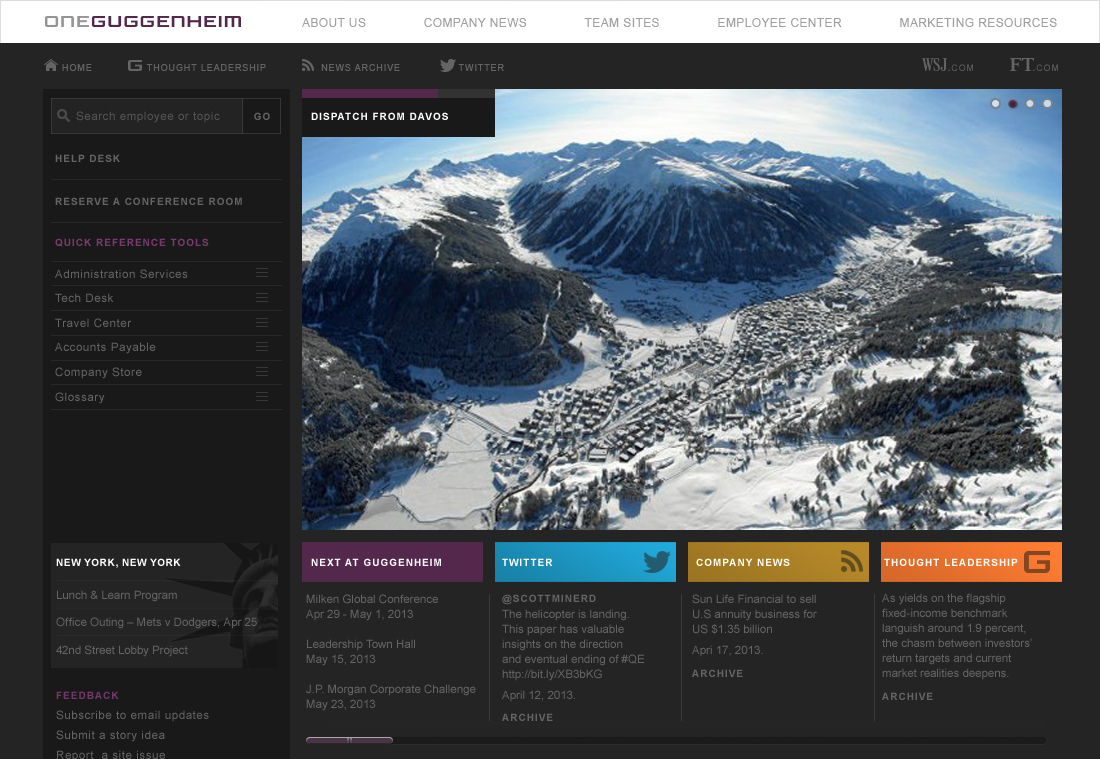 ONEGUGGENHEIM
ABOUT US COMPANY NEWS TEAM SITES EMPLOYEE CENTER MARKETING RESOURCES
HOME THOUGHT LEADERSHIP NEWS ARCHIVE TWITTER WSJ.COM FT.COM
Search employee or topic GO
HELP DESK
RESERVE A CONFERENCE ROOM
QUICK REFERENCE TOOLS
Administration Services
Tech Desk
Travel Center
Accounts Payable
Company Store
Glossary
NEW YORK, NEW YORK
Lunch & Learn Program
Office Outing – Mets v Dodgers, Apr 25
42nd Street Lobby Project
FEEDBACK
Subscribe to email updates
Submit a story idea
Report a site issue
DISPATCH FROM DAVOS
NEXT AT GUGGENHEIM
Milken Global Conference
Apr 29 - May 1, 2013
Leadership Town Hall
May 15, 2013
J.P. Morgan Corporate Challenge
May 23, 2013
TWITTER
@SCOTTMINERD
The helicopter is landing.
This paper has valuable
insights on the direction
and eventual ending of #QE
http://bit.ly/XB3bKG
April 12, 2013.
ARCHIVE
COMPANY NEWS
Sun Life Financial to sell
U.S annuity business for
US $1.35 billion
Apri 17, 2013.
ARCHIVE
THOUGHT LEADERSHIP G
As yields on the flagship
fixed-income benchmark
languish around 1.9 percent,
the chasm between investors'
return targets and current
market realities deepens.
ARCHIVE